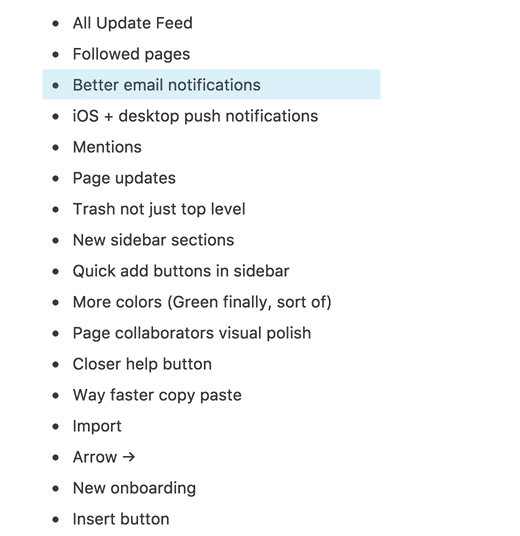 • All Update Feed
• Followed pages
• Better email notifications
• iOS + desktop push notifications
• Mentions
• Page updates
• Trash not just top level
• New sidebar sections
• Quick add buttons in sidebar
• More colors (Green finally, sort of)
• Page collaborators visual polish
• Closer help button
• Way faster copy paste
• Import
• Arrow →
• New onboarding
• Insert button